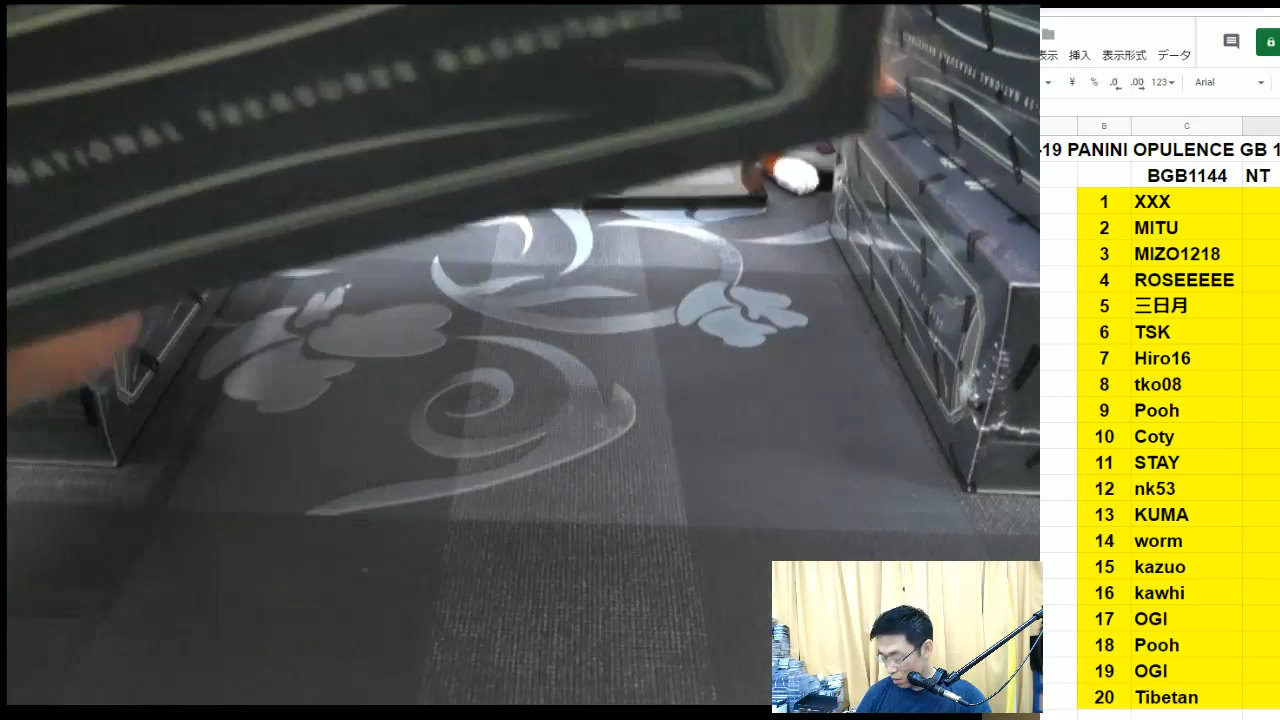 NATIONAL TREASURES BASKETBALL
表示 挿入 表示形式 データ
¥ % .0 .00 123 Arial
B C
-19 PANINI OPULENCE GB 1
BGB1144 NT
1 XXX
2 MITU
3 MIZO1218
4 ROSEEEEE
5 三日月
6 TSK
7 Hiro16
8 tko08
9 Pooh
10 Coty
11 STAY
12 nk53
13 KUMA
14 worm
15 kazuo
16 kawhi
17 OGI
18 Pooh
19 OGI
20 Tibetan